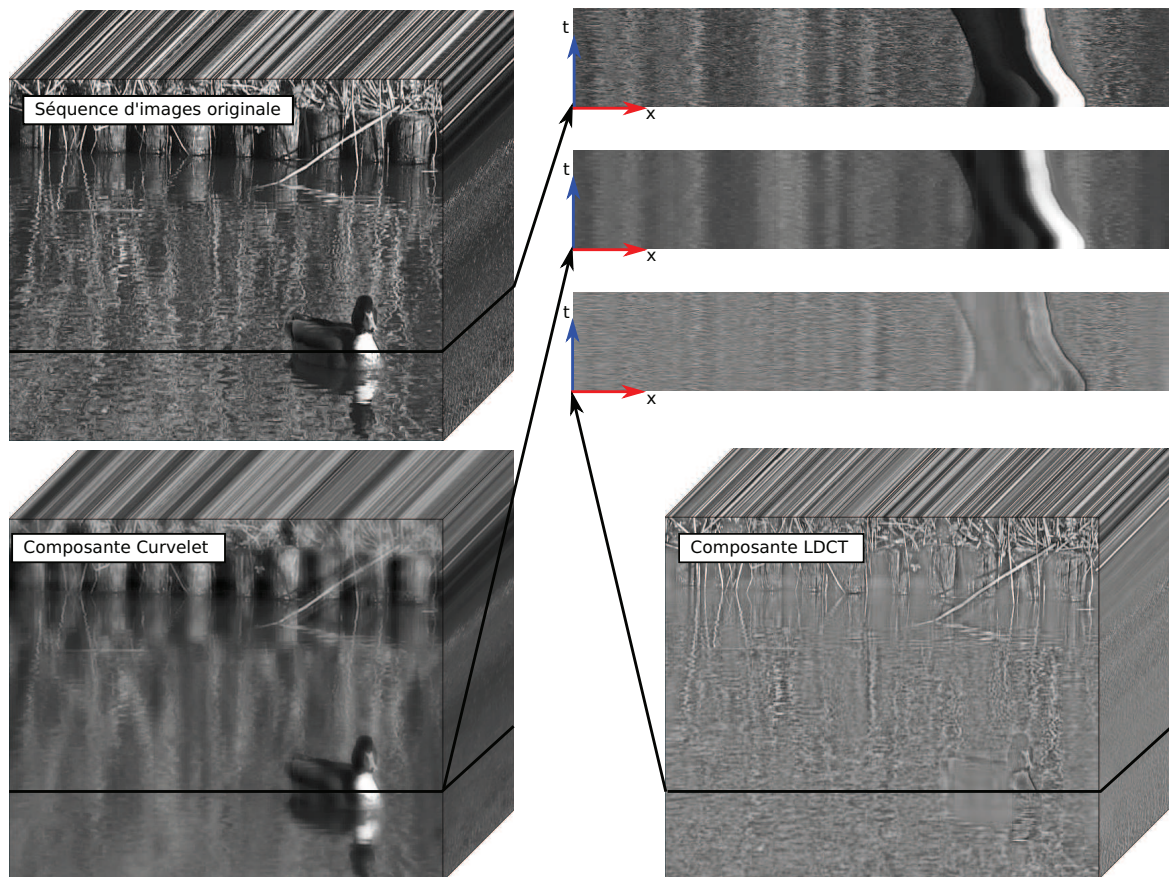 Séquence d'images originale
t
x
t
x
t
x
Composante Curvelet
Composante LDCT